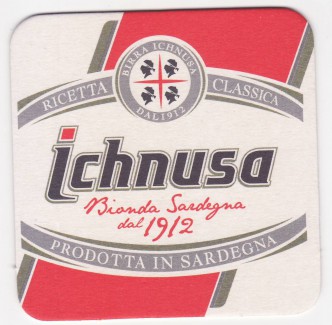 BIRRA ICHNUSA
DAL 1912
RICETTA CLASSICA
ichnusa
Bionda Sardegna
dal 1912
PRODOTTA IN SARDEGNA